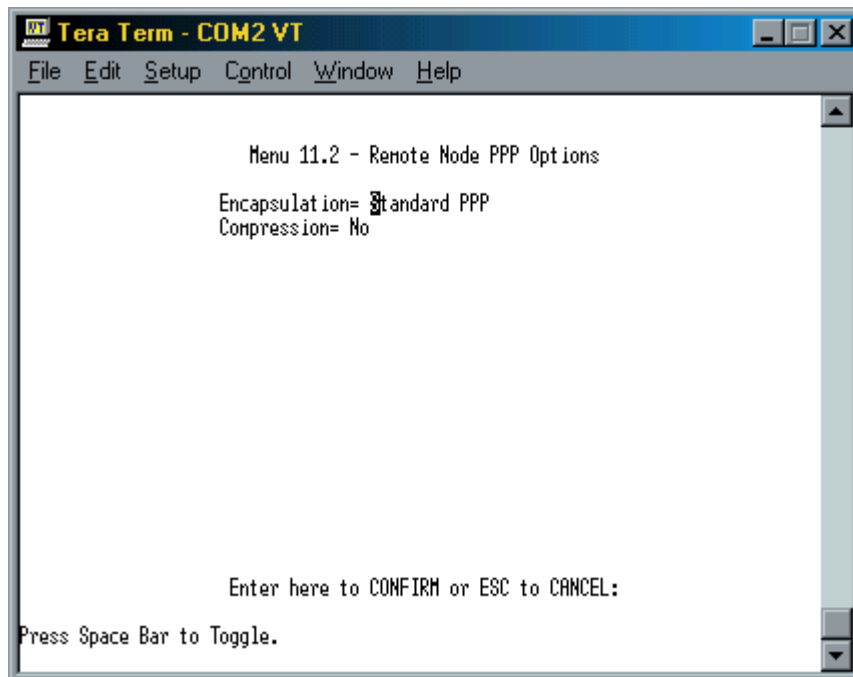 Tera Term - COM2 VT
File Edit Setup Control Window Help
Menu 11.2 - Remote Node PPP Options
Encapsulation= Standard PPP
Compression= No
Enter here to CONFIRM or ESC to CANCEL:
Press Space Bar to Toggle.